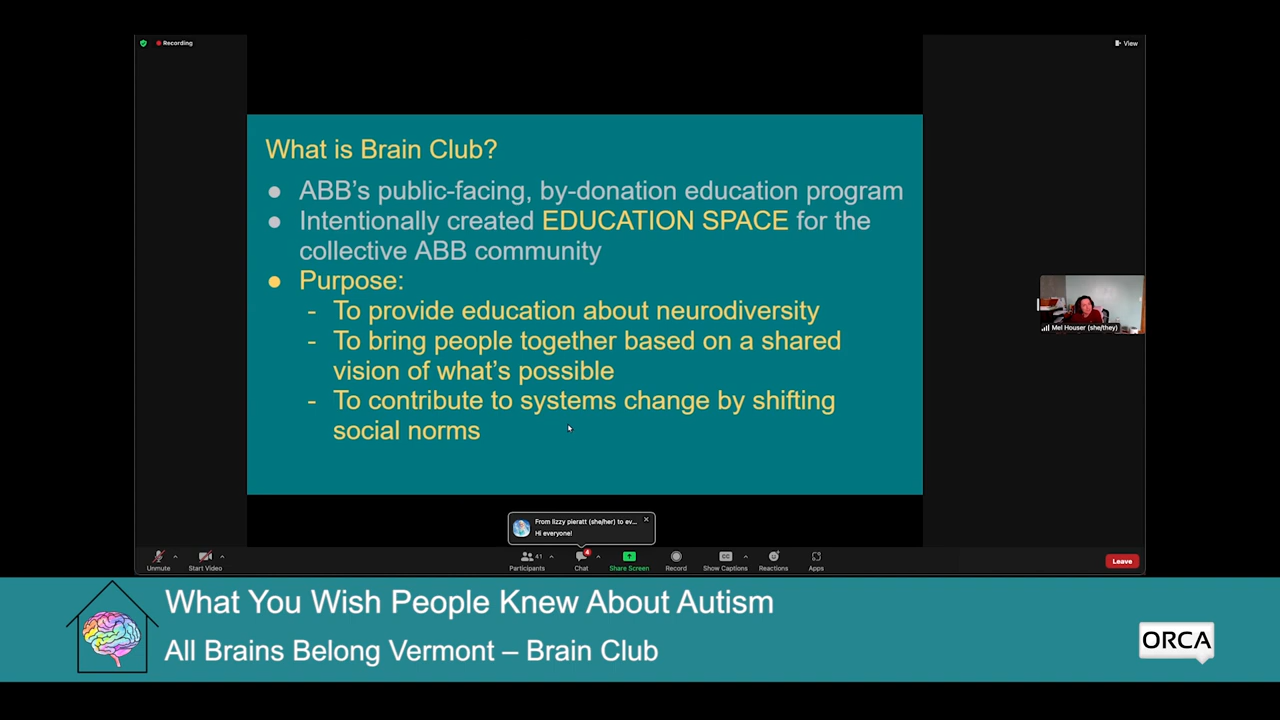 Recording
View
What is Brain Club?
● ABB's public-facing, by-donation education program
● Intentionally created EDUCATION SPACE for the
collective ABB community
● Purpose:
- To provide education about neurodiversity
- To bring people together based on a shared
vision of what's possible
- To contribute to systems change by shifting
social norms
Mel Houser (she/they)
From lizzy pieratt (she/her) to ev...
Hi everyone!
41
4
Unmute
Start Video
Participants
Chat
Share Screen
Record
CC
Show Captions
Reactions
Apps
Leave
What You Wish People Knew About Autism
All Brains Belong Vermont – Brain Club
ORCA